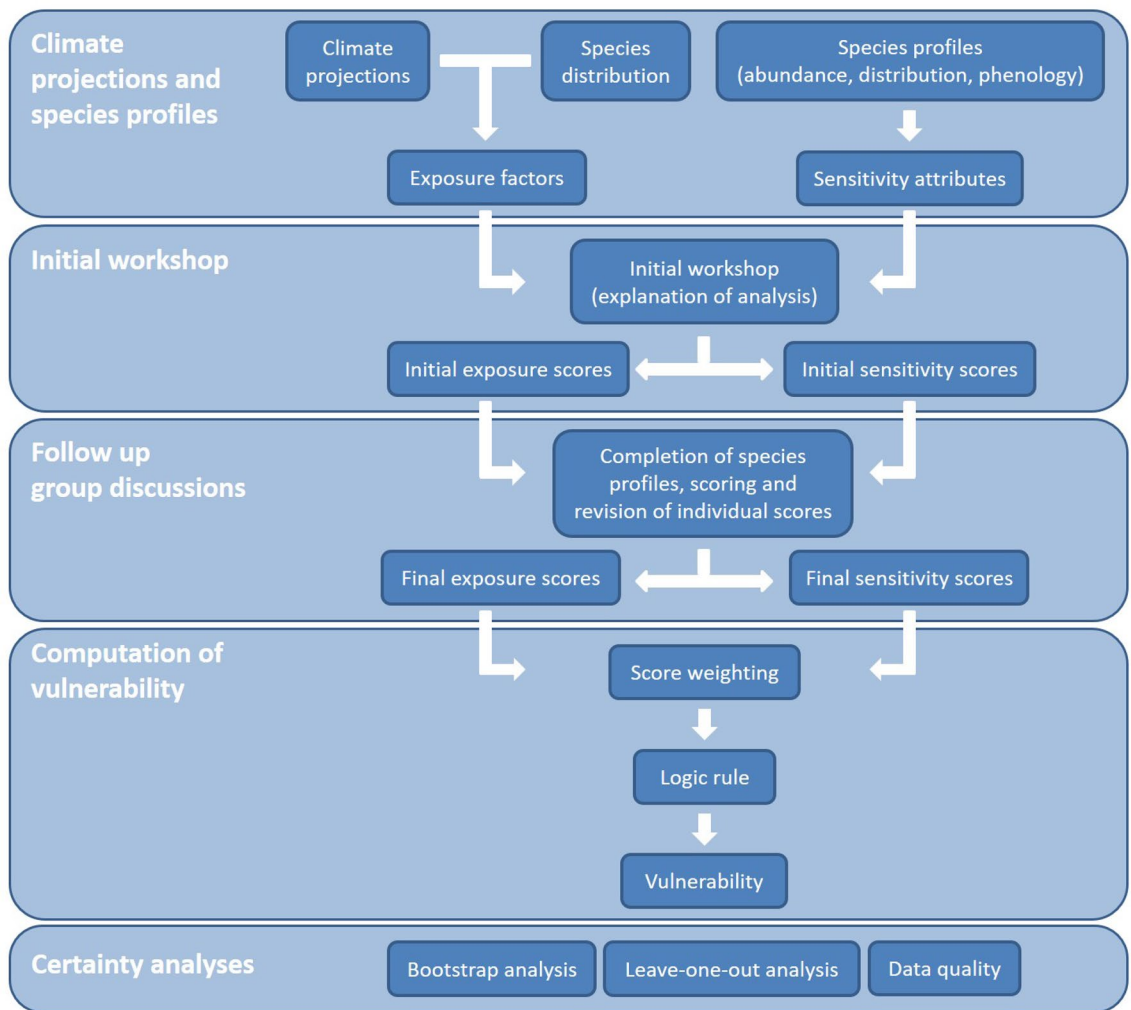 Climate
projections and
species profiles
Climate
projections
Species
distribution
Species profiles
(abundance, distribution, phenology)
Exposure factors
Sensitivity attributes
Initial workshop
Initial workshop
(explanation of analysis)
Initial exposure scores
Initial sensitivity scores
Follow up
group discussions
Completion of species
profiles, scoring and
revision of individual scores
Final exposure scores
Final sensitivity scores
Computation of
vulnerability
Score weighting
Logic rule
Vulnerability
Certainty analyses
Bootstrap analysis
Leave-one-out analysis
Data quality